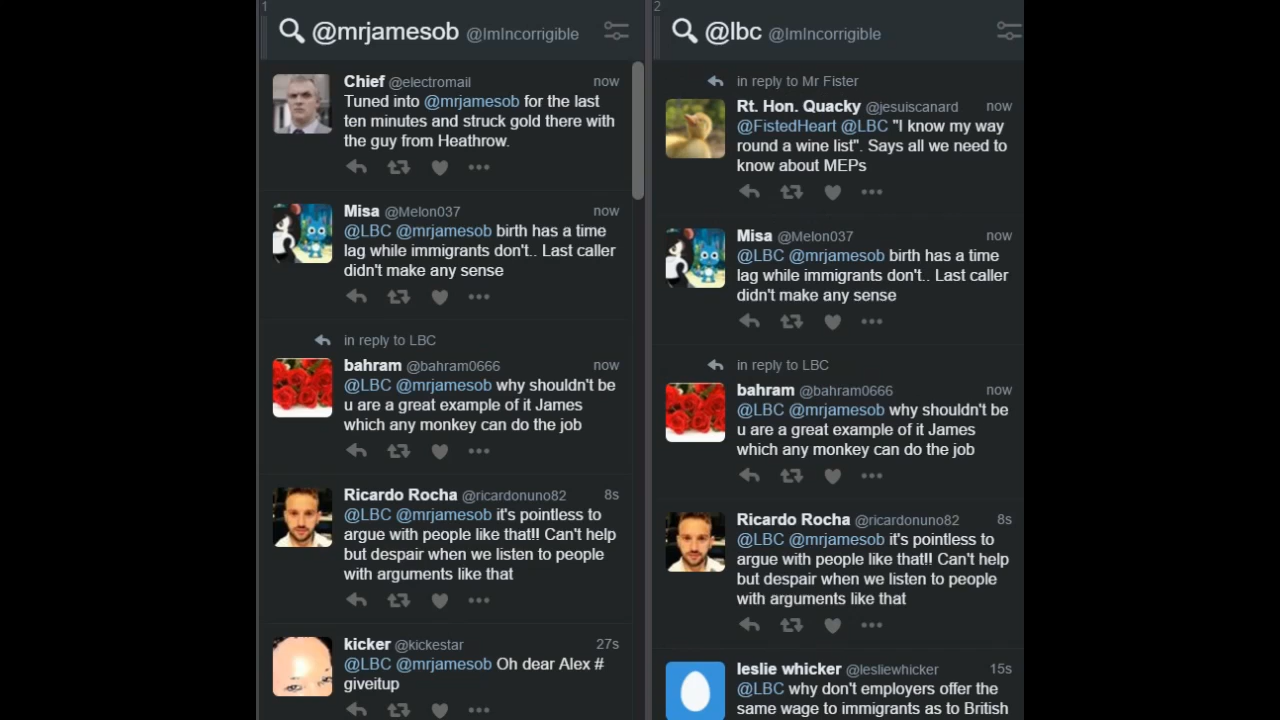 1
@mrjamesob @ImIncorrigible
Chief @electromail now
Tuned into @mrjamesob for the last
ten minutes and struck gold there with
the guy from Heathrow.
Misa @Melon037 now
@LBC @mrjamesob birth has a time
lag while immigrants don't.. Last caller
didn't make any sense
in reply to LBC
bahram @bahram0666 now
@LBC @mrjamesob why shouldn't be
u are a great example of it James
which any monkey can do the job
Ricardo Rocha @ricardonuno82 8s
@LBC @mrjamesob it's pointless to
argue with people like that!! Can't help
but despair when we listen to people
with arguments like that
kicker @kickestar 27s
@LBC @mrjamesob Oh dear Alex #
giveitup
2
@lbc @ImIncorrigible
in reply to Mr Fister
Rt. Hon. Quacky @jesuiscanard now
@FistedHeart @LBC "I know my way
round a wine list". Says all we need to
know about MEPs
Misa @Melon037 now
@LBC @mrjamesob birth has a time
lag while immigrants don't.. Last caller
didn't make any sense
in reply to LBC
bahram @bahram0666 now
@LBC @mrjamesob why shouldn't be
u are a great example of it James
which any monkey can do the job
Ricardo Rocha @ricardonuno82 8s
@LBC @mrjamesob it's pointless to
argue with people like that!! Can't help
but despair when we listen to people
with arguments like that
leslie whicker @lesliewhicker 15s
@LBC why don't employers offer the
same wage to immigrants as to British